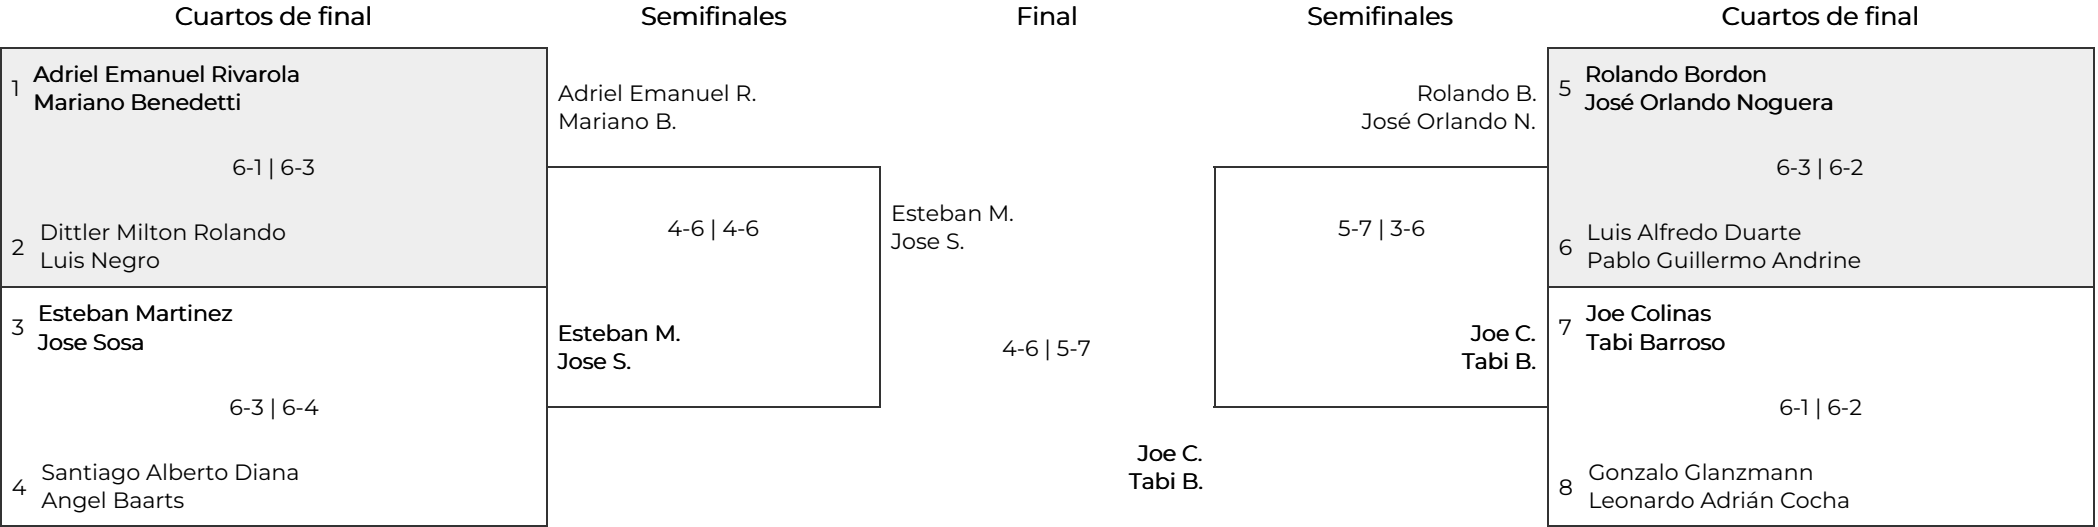 Cuartos de final
Semifinales
Final
Semifinales
Cuartos de final
1
Adriel Emanuel Rivarola
Mariano Benedetti
6-1 | 6-3
2
Dittler Milton Rolando
Luis Negro
3
Esteban Martinez
Jose Sosa
6-3 | 6-4
4
Santiago Alberto Diana
Angel Baarts
Adriel Emanuel R.
Mariano B.
4-6 | 4-6
Esteban M.
Jose S.
Esteban M.
Jose S.
4-6 | 5-7
Joe C.
Tabi B.
Rolando B.
José Orlando N.
5-7 | 3-6
Joe C.
Tabi B.
5
Rolando Bordon
José Orlando Noguera
6-3 | 6-2
6
Luis Alfredo Duarte
Pablo Guillermo Andrine
7
Joe Colinas
Tabi Barroso
6-1 | 6-2
8
Gonzalo Glanzmann
Leonardo Adrián Cocha